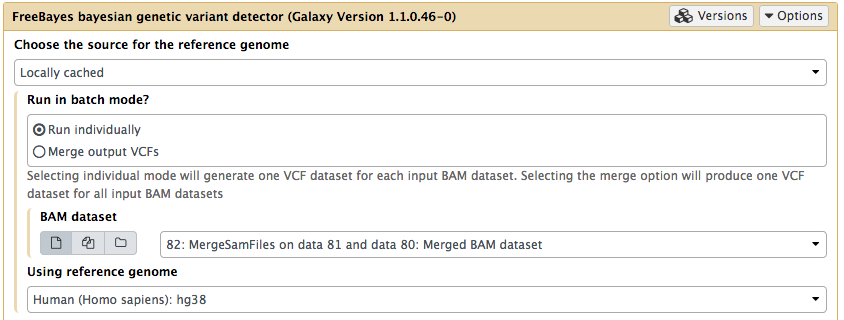 FreeBayes bayesian genetic variant detector (Galaxy Version 1.1.0.46-0)
Versions
Options
Choose the source for the reference genome
Locally cached
Run in batch mode?
Run individually
Merge output VCFs
Selecting individual mode will generate one VCF dataset for each input BAM dataset. Selecting the merge option will produce one VCF
dataset for all input BAM datasets
BAM dataset
82: MergeSamFiles on data 81 and data 80: Merged BAM dataset
Using reference genome
Human (Homo sapiens): hg38